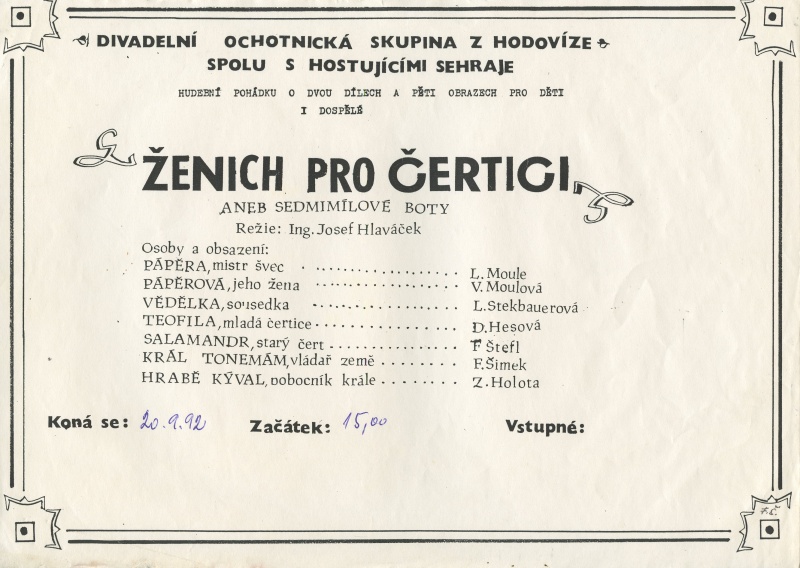 DIVADELNÍ OCHOTNICKÁ SKUPINA Z HODOVÍZE
SPOLU S HOSTUJÍCÍMI SEHRAJE
HUDEBNÍ POHÁDKU O DVOU DÍLECH A PĚTI OBRAZECH PRO DĚTI
I DOSPĚLÉ
ŽENICH PRO ČERTICI
ANEB SEDMIMÍLOVÉ BOTY
Režie: Ing. Josef Hlaváček
Osoby a obsazení:
PÁPĚRA, mistr švec . . . . . . . . . . . . . . . . . L. Moule
PÁPĚROVÁ, jeho žena . . . . . . . . . . . . . . . . V. Moulová
VĚDĚLKA, sousedka . . . . . . . . . . . . . . . . L. Stekbauerová
TEOFILA, mladá čertice . . . . . . . . . . . . . . . . D. Hesová
SALAMANDR, starý čert . . . . . . . . . . . . . . F Štefl
KRÁL TONEMÁM, vládář země . . . . . . . . F. Šimek
HRABĚ KÝVAL, pobočník krále . . . . . . . . Z. Holota
Koná se: 20.9.92 Začátek: 15,00 Vstupné: